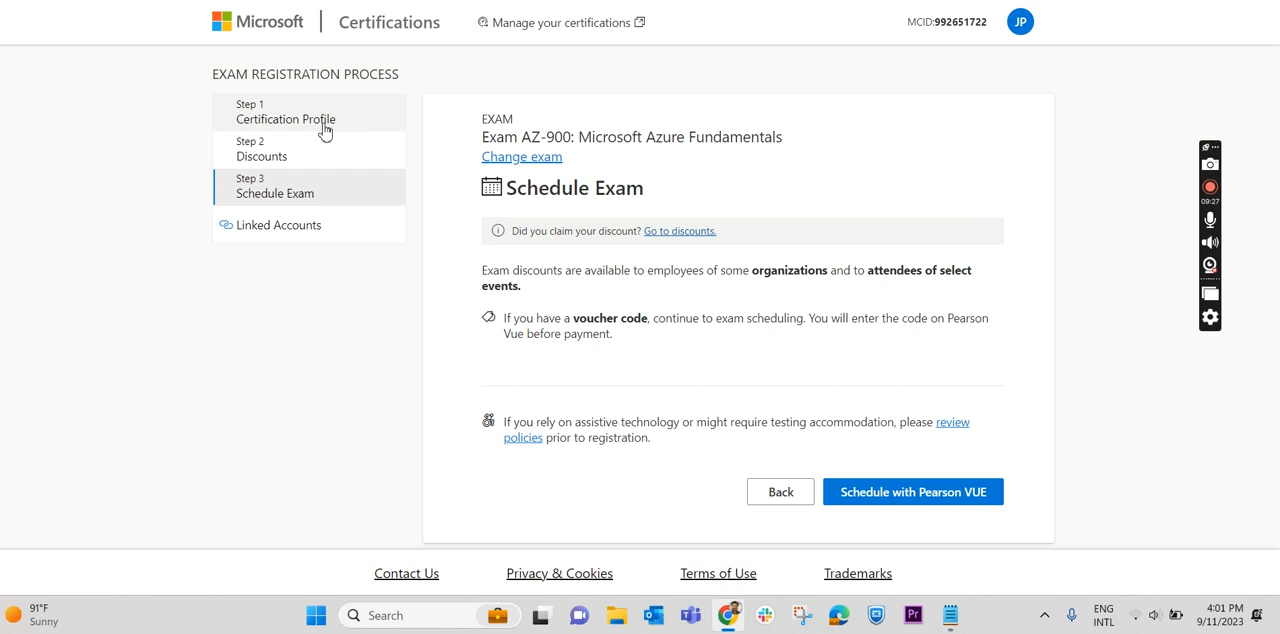 Microsoft | Certifications
Manage your certifications
MCID:992651722
JP
EXAM REGISTRATION PROCESS
Step 1
Certification Profile
Step 2
Discounts
Step 3
Schedule Exam
Linked Accounts
EXAM
Exam AZ-900: Microsoft Azure Fundamentals
Change exam
Schedule Exam
Did you claim your discount? Go to discounts.
Exam discounts are available to employees of some organizations and to attendees of select
events.
If you have a voucher code, continue to exam scheduling. You will enter the code on Pearson
Vue before payment.
If you rely on assistive technology or might require testing accommodation, please review
policies prior to registration.
Back
Schedule with Pearson VUE
09:27
Contact Us
Privacy & Cookies
Terms of Use
Trademarks
91°F
Sunny
Search
Pr
ENG
INTL
4:01 PM
9/11/2023